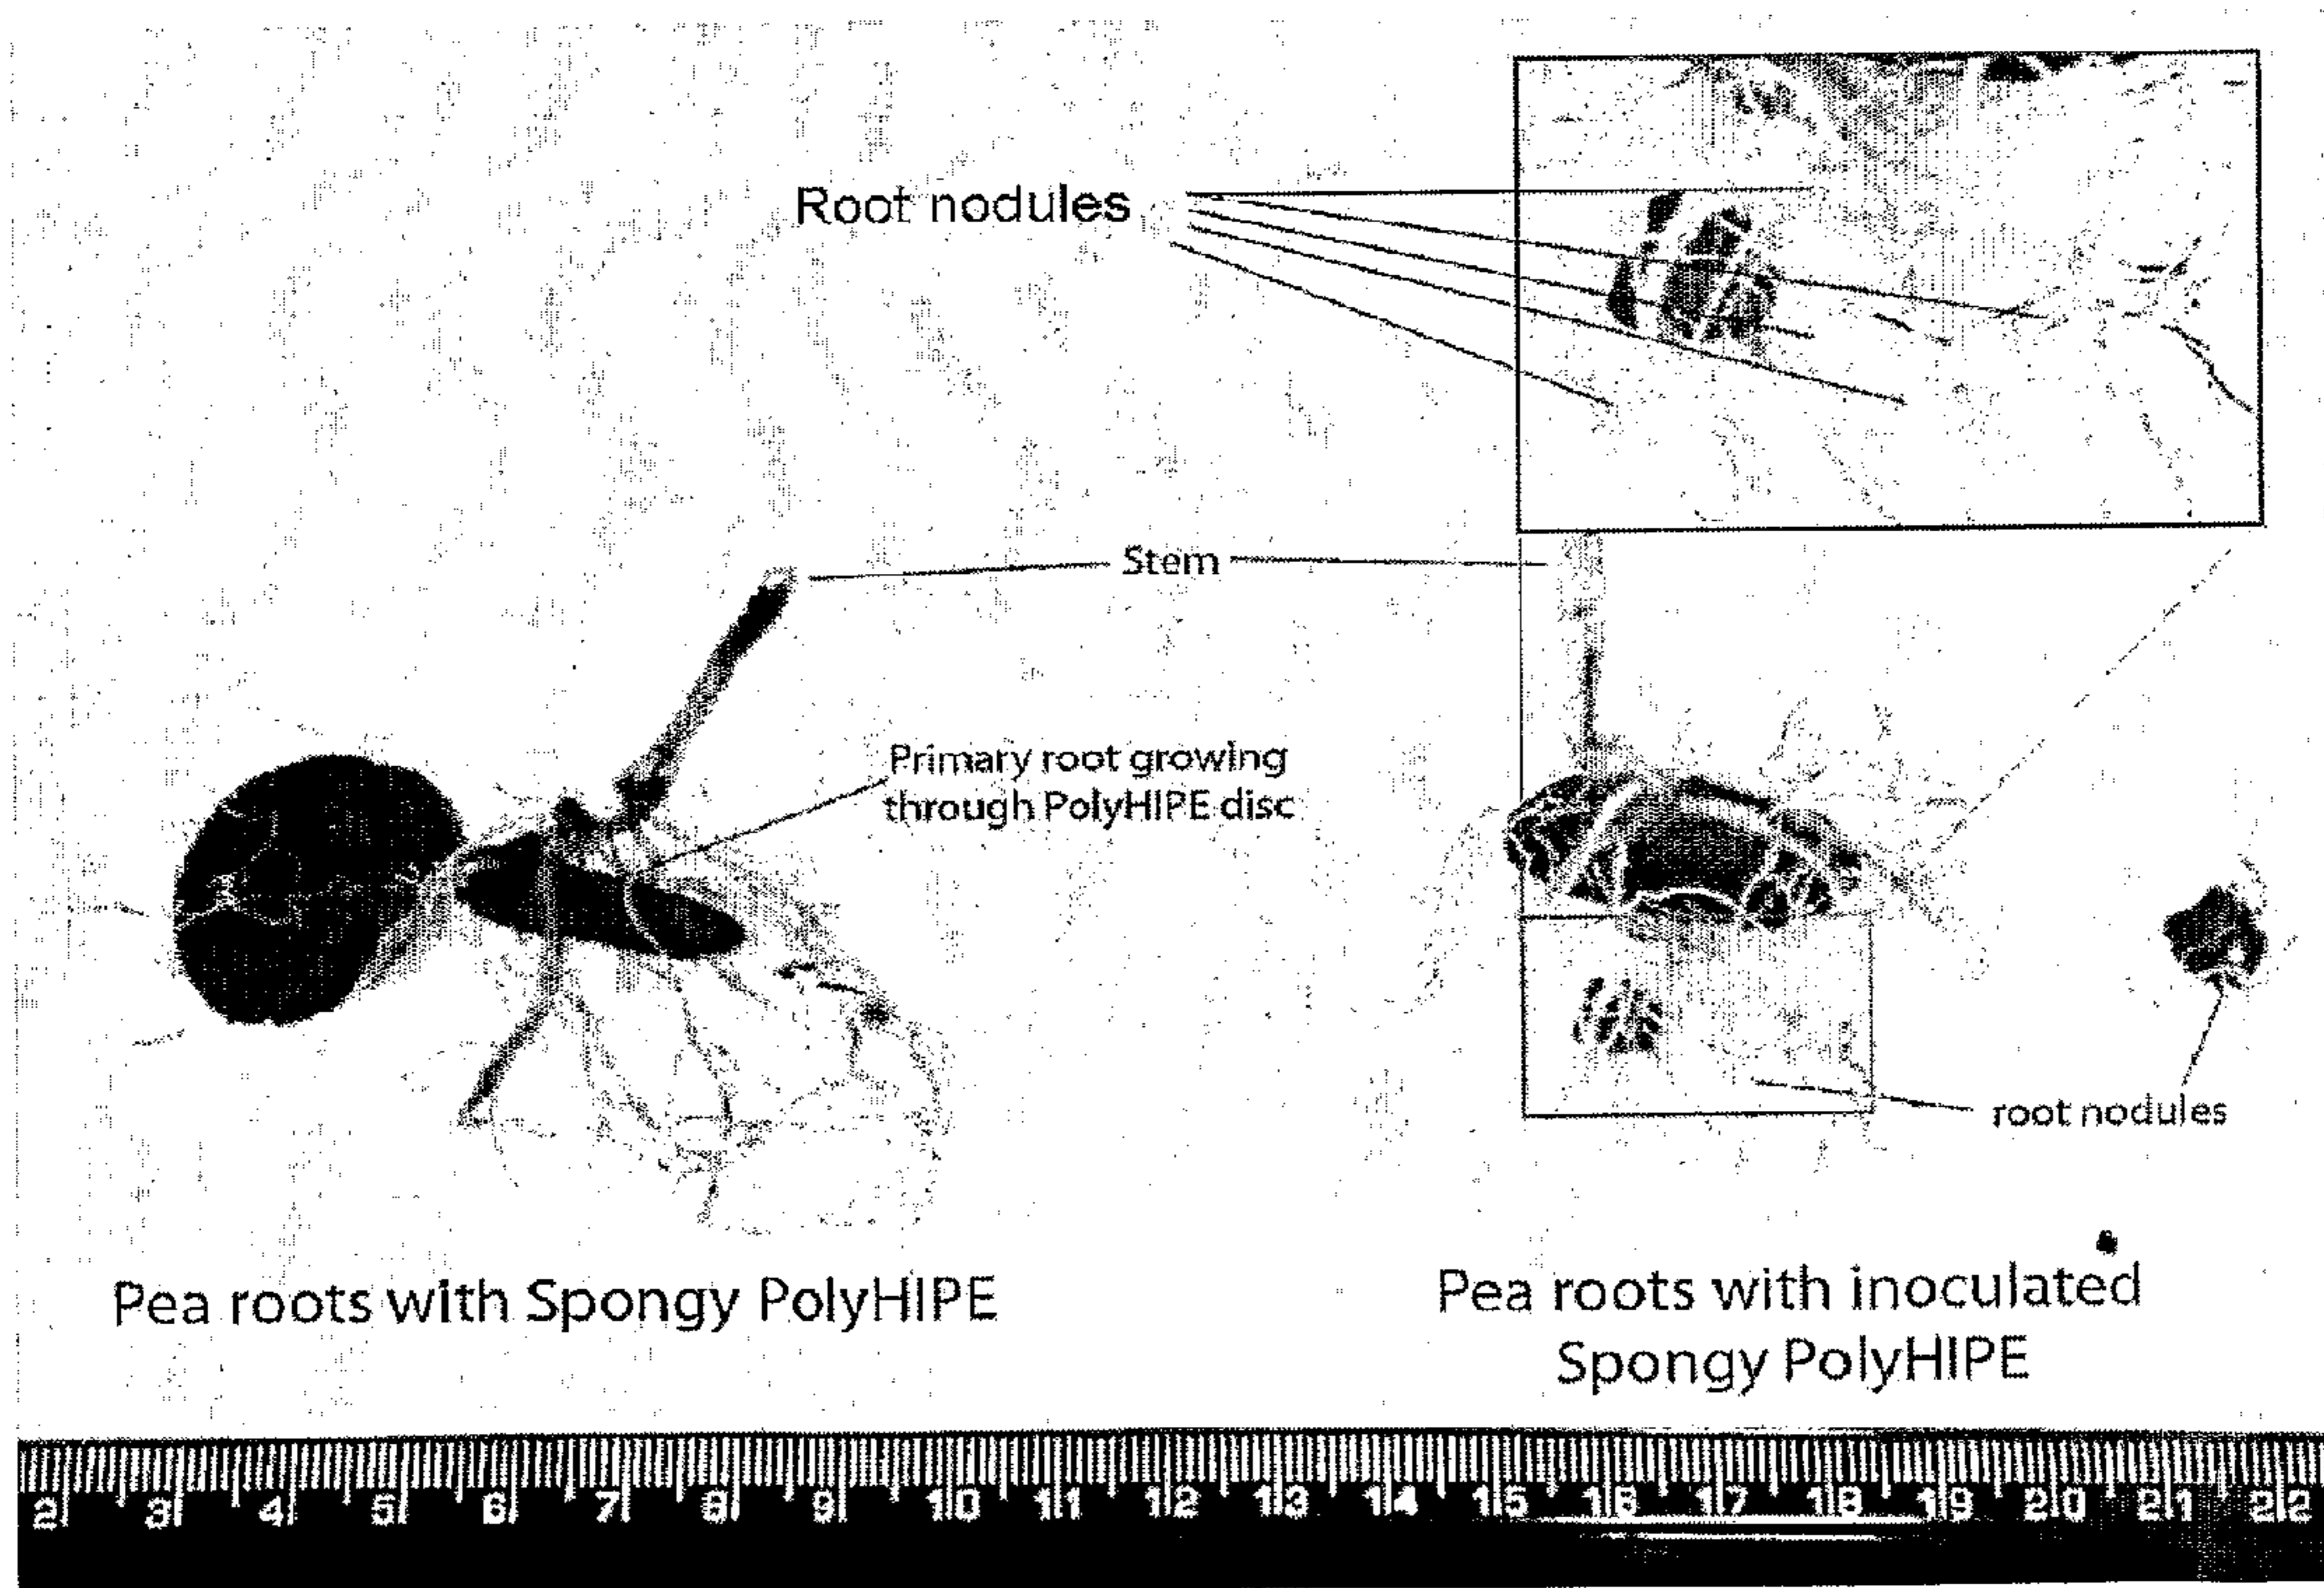 Root nodules
Stem
Primary root growing
through PolyHIPE disc
root nodules
Pea roots with Spongy PolyHIPE
Pea roots with inoculated
Spongy PolyHIPE
2 3 4 5 6 7 8 9 10 11 12 13 14 15 16 17 18 19 20 21 22